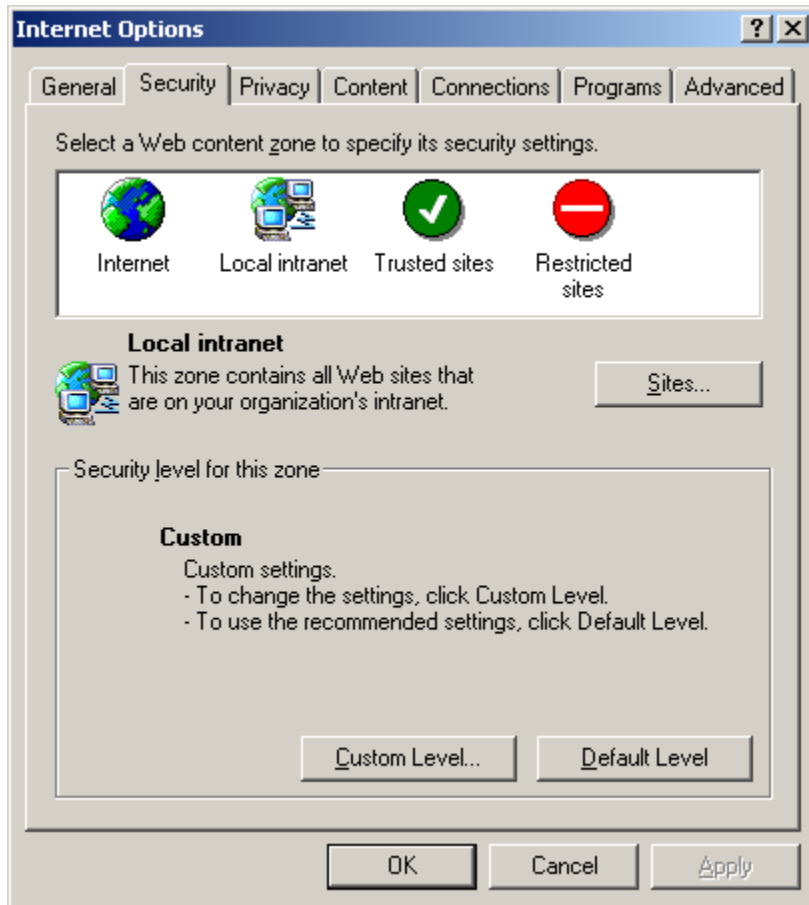 Internet Options
General Security Privacy Content Connections Programs Advanced
Select a Web content zone to specify its security settings.
Internet Local intranet Trusted sites Restricted
sites
Local intranet
This zone contains all Web sites that
are on your organization's intranet.
Sites...
Security level for this zone
Custom
Custom settings.
- To change the settings, click Custom Level.
- To use the recommended settings, click Default Level.
Custom Level... Default Level
OK Cancel Apply